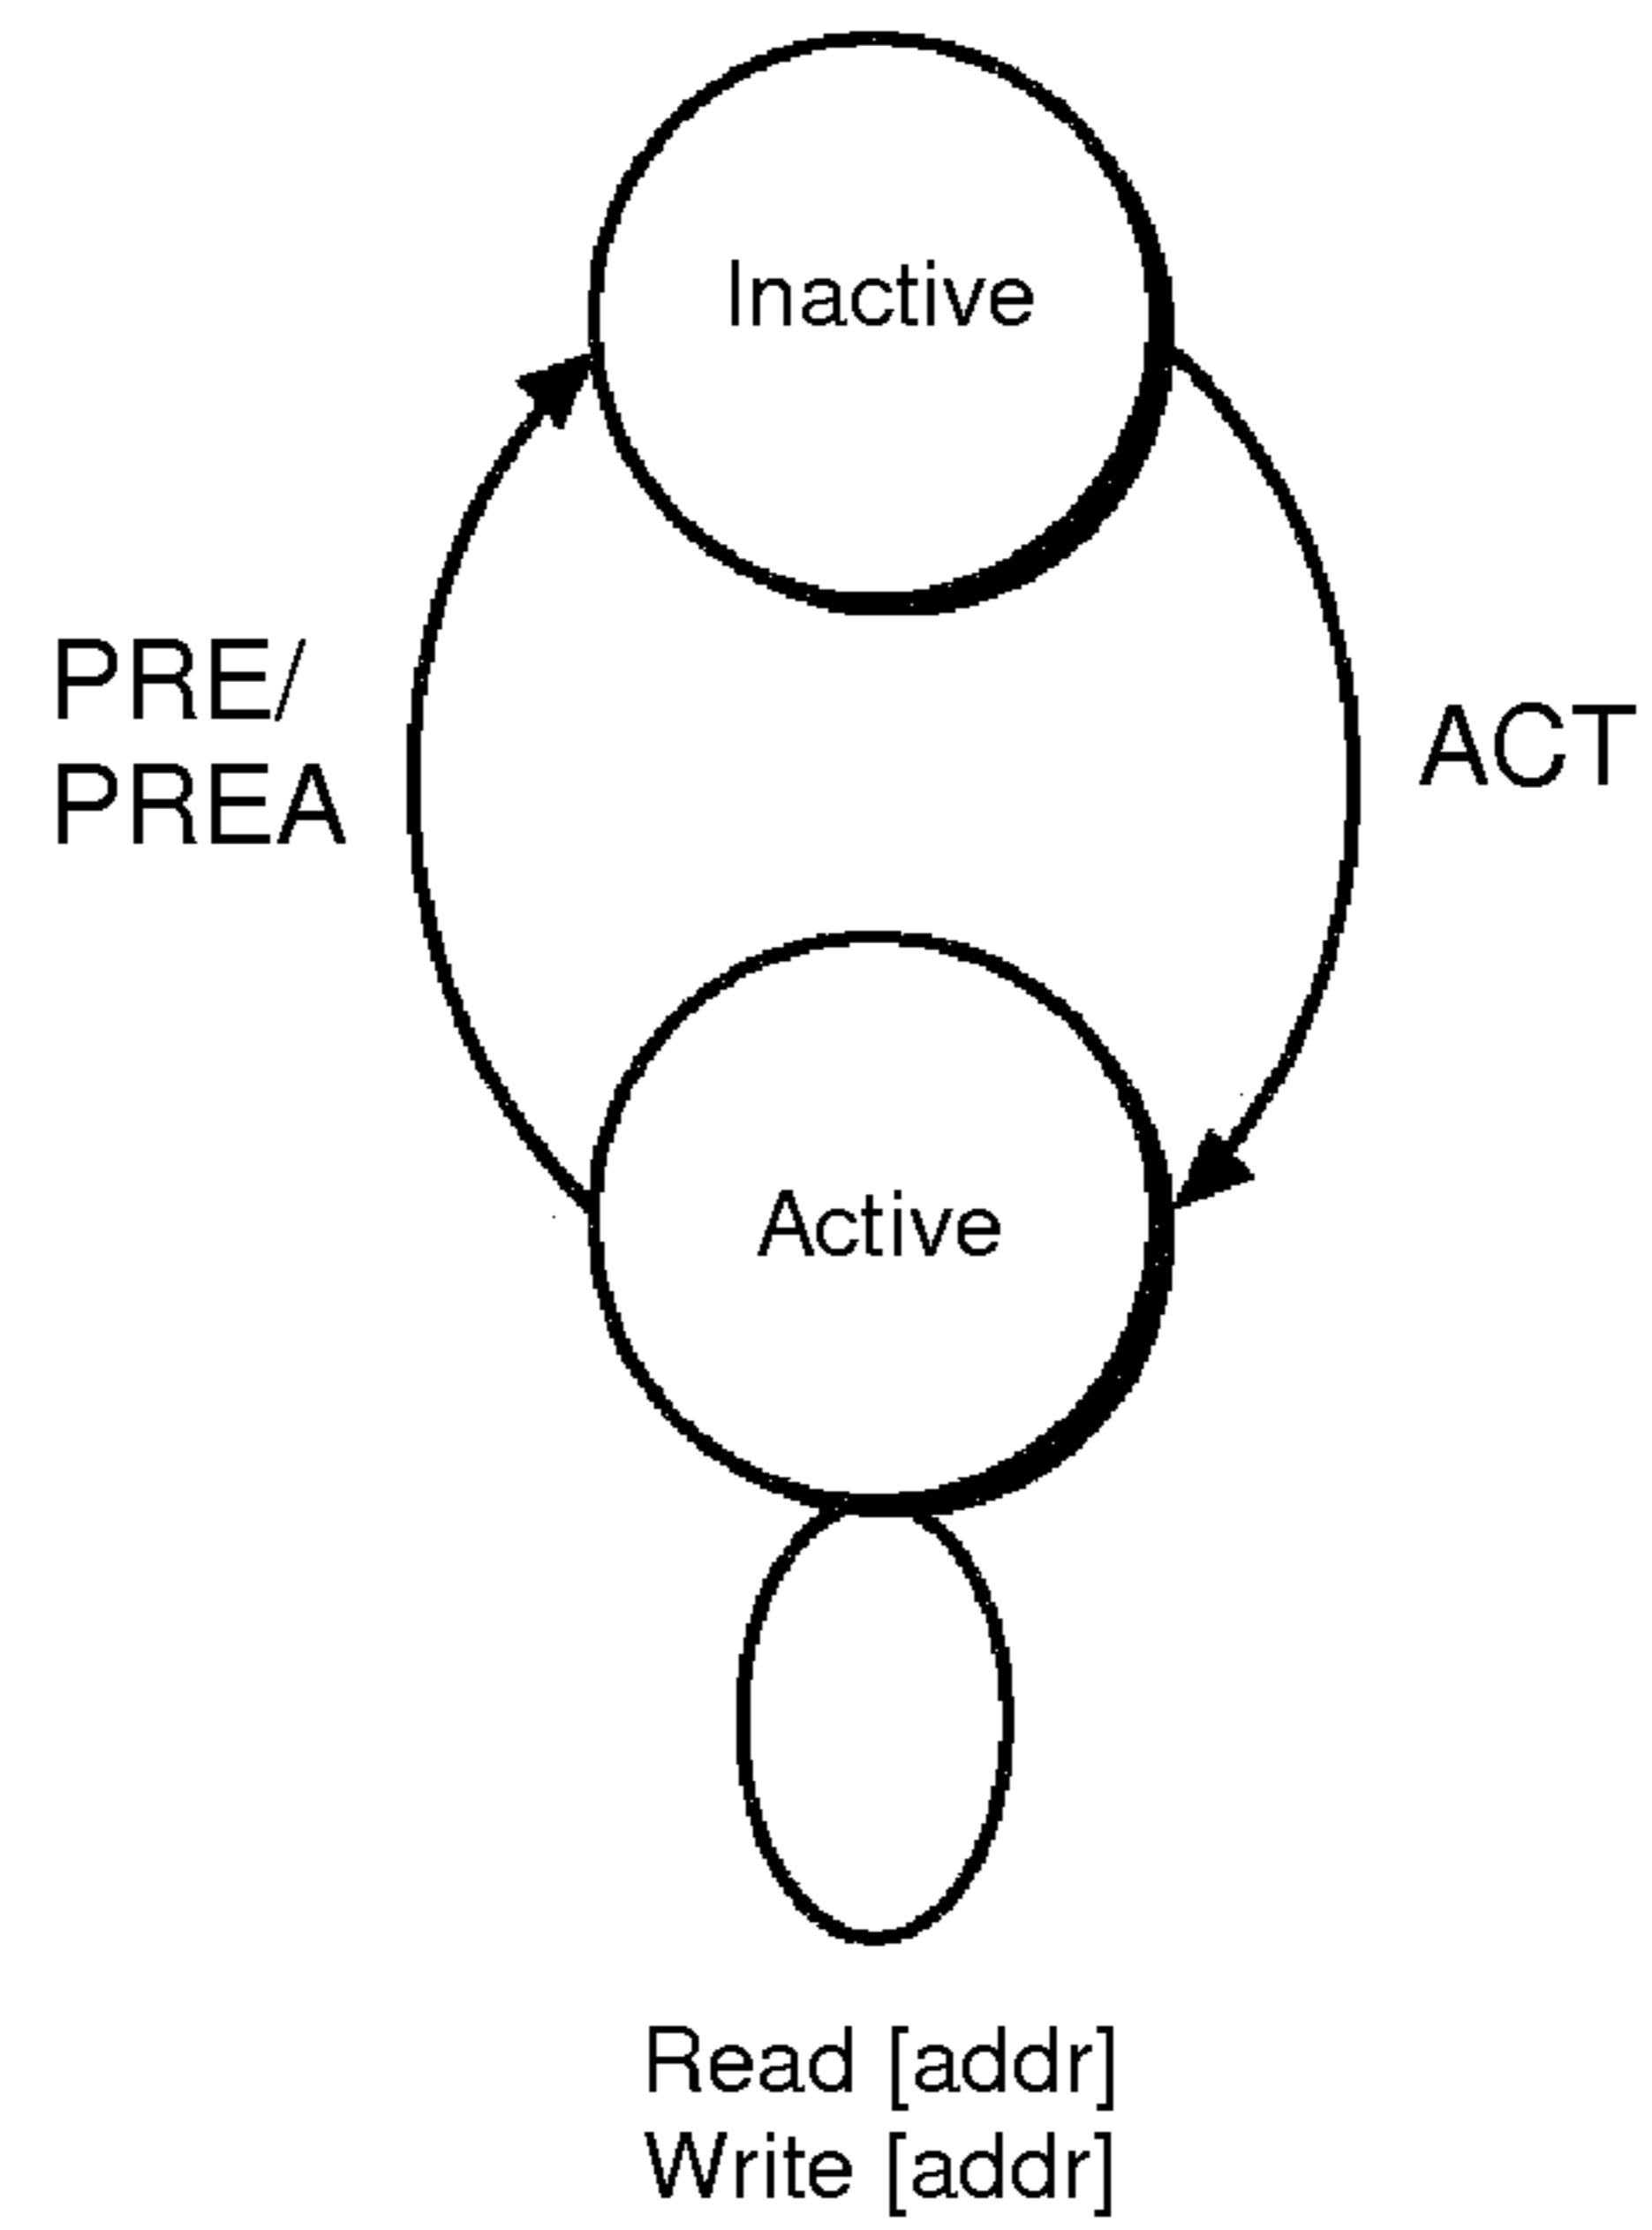 Inactive
PRE/
PREA
ACT
Active
Read [addr]
Write [addr]